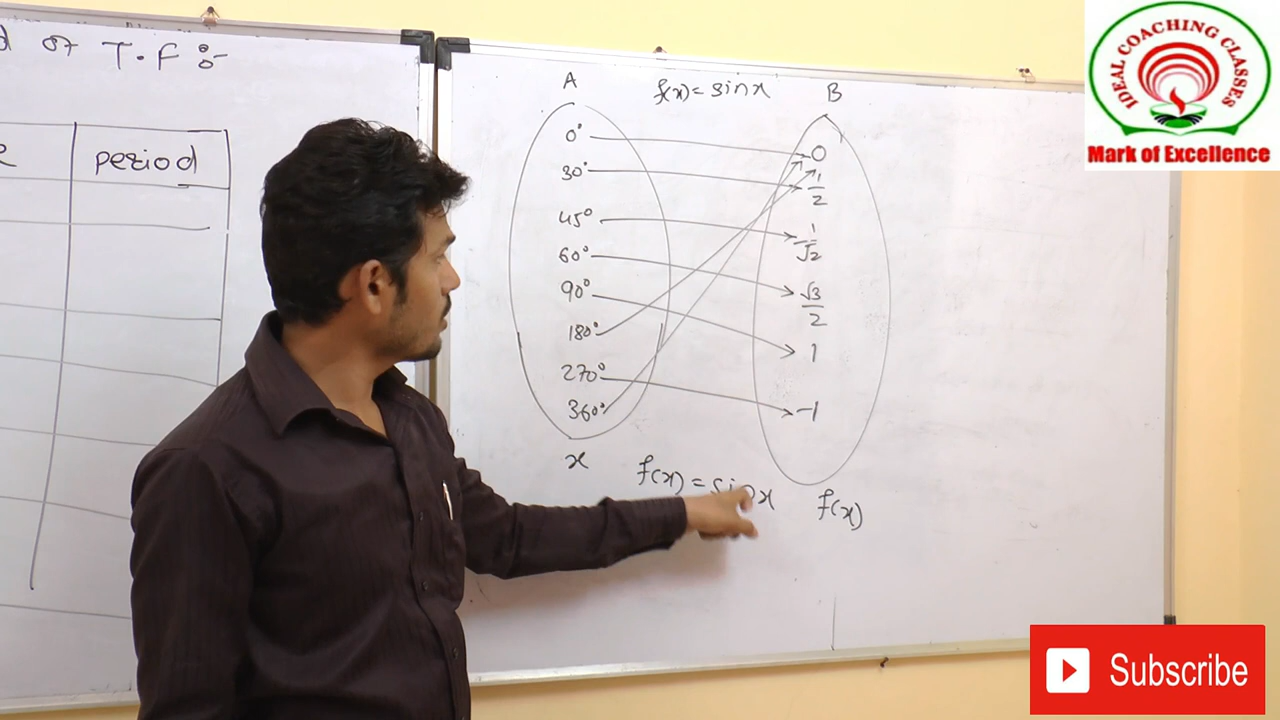 of T.F :-
period
A
f(x) = sin x
B
0°
30°
45°
60°
90°
180°
270°
360°
x
0
1/2
1/√2
√3/2
1
-1
f(x) = sin x
f(x)
IDEAL COACHING CLASSES
Mark of Excellence
Subscribe